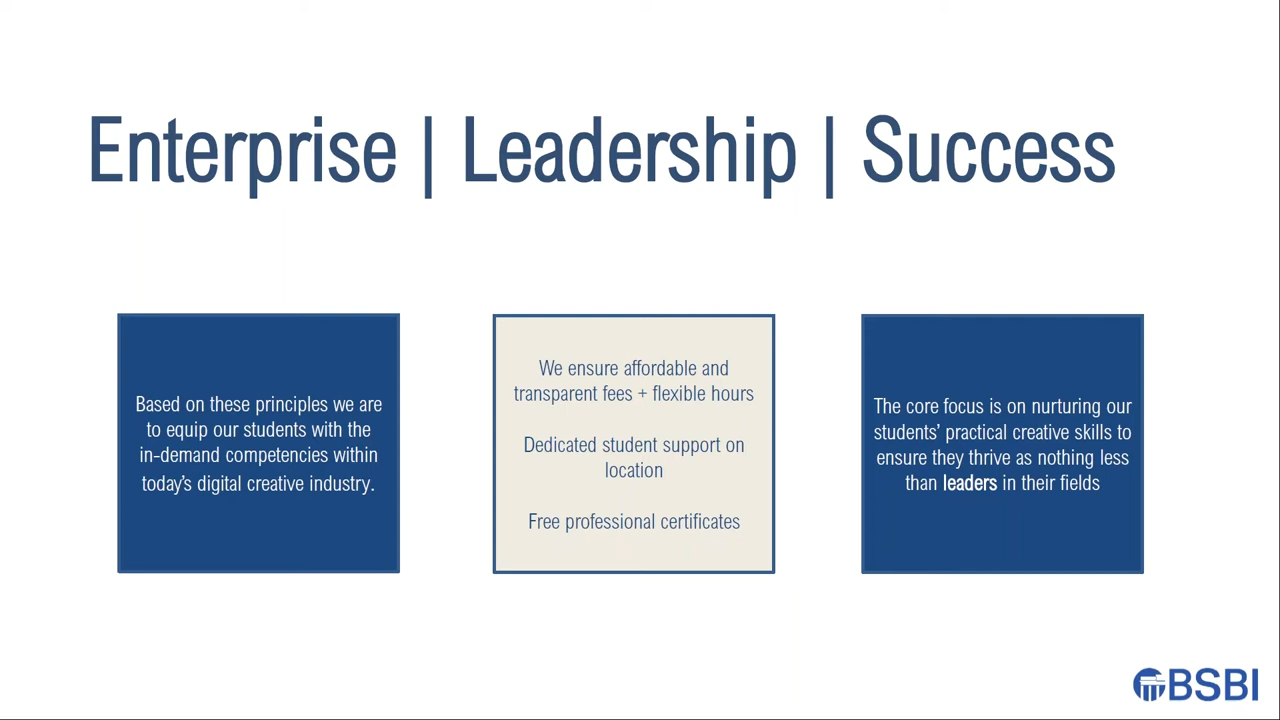 Enterprise | Leadership | Success
Based on these principles we are
to equip our students with the
in-demand competencies within
today's digital creative industry.
We ensure affordable and
transparent fees + flexible hours
Dedicated student support on
location
Free professional certificates
The core focus is on nurturing our
students' practical creative skills to
ensure they thrive as nothing less
than leaders in their fields
BSBI